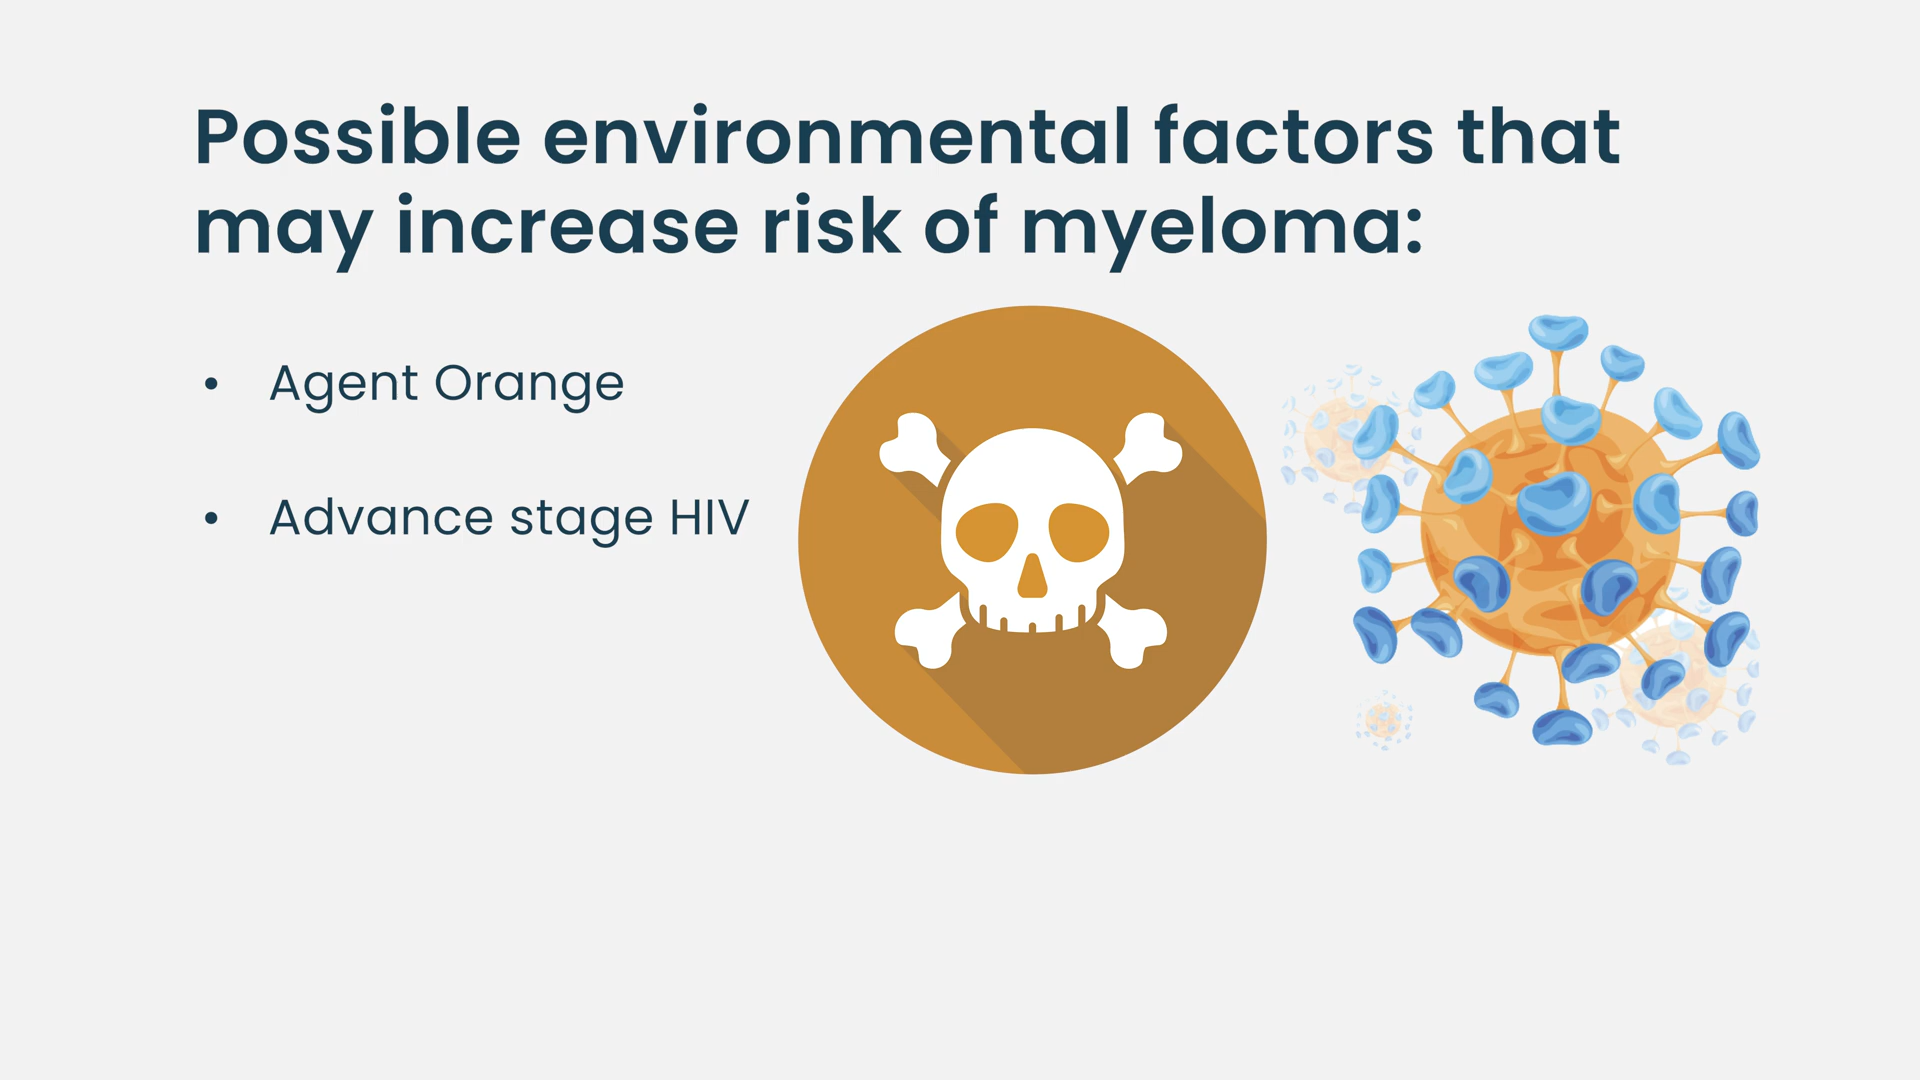 Possible environmental factors that
may increase risk of myeloma:
• Agent Orange
• Advance stage HIV